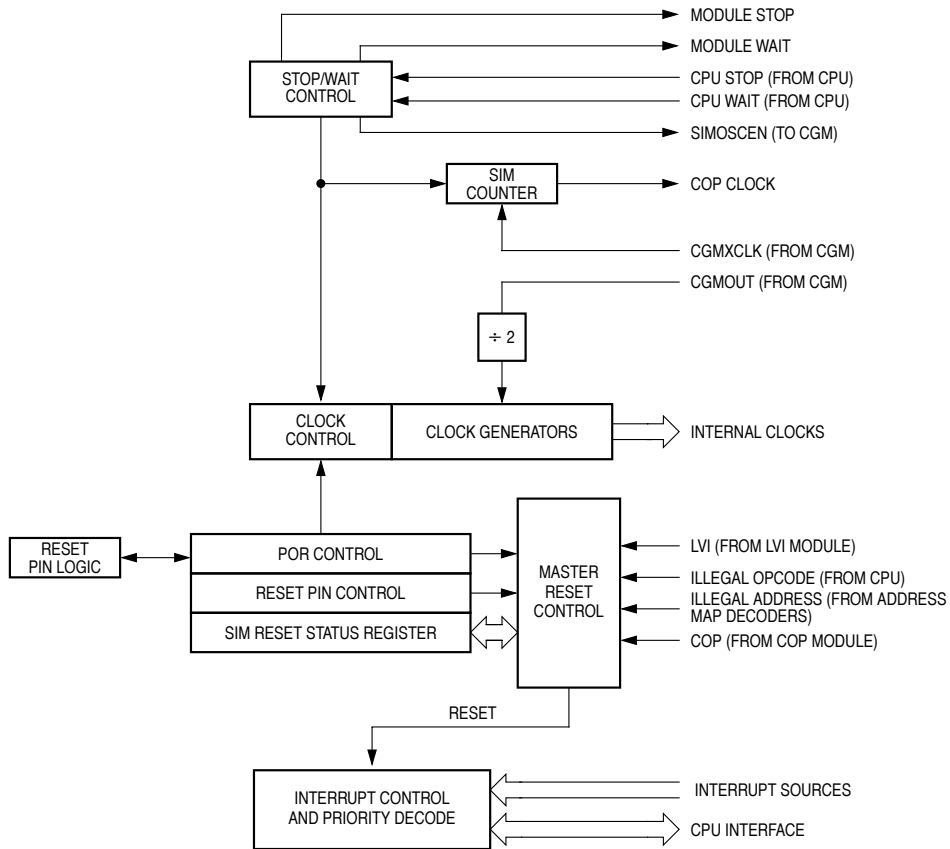 MODULE STOP
MODULE WAIT
STOP/WAIT
CONTROL
CPU STOP (FROM CPU)
CPU WAIT (FROM CPU)
SIMOSCEN (TO CGM)
SIM
COUNTER
COP CLOCK
CGMXCLK (FROM CGM)
CGMOUT (FROM CGM)
÷ 2
CLOCK
CONTROL
CLOCK GENERATORS
INTERNAL CLOCKS
RESET
PIN LOGIC
POR CONTROL
RESET PIN CONTROL
SIM RESET STATUS REGISTER
MASTER
RESET
CONTROL
LVI (FROM LVI MODULE)
ILLEGAL OPCODE (FROM CPU)
ILLEGAL ADDRESS (FROM ADDRESS
MAP DECODERS)
COP (FROM COP MODULE)
RESET
INTERRUPT CONTROL
AND PRIORITY DECODE
INTERRUPT SOURCES
CPU INTERFACE